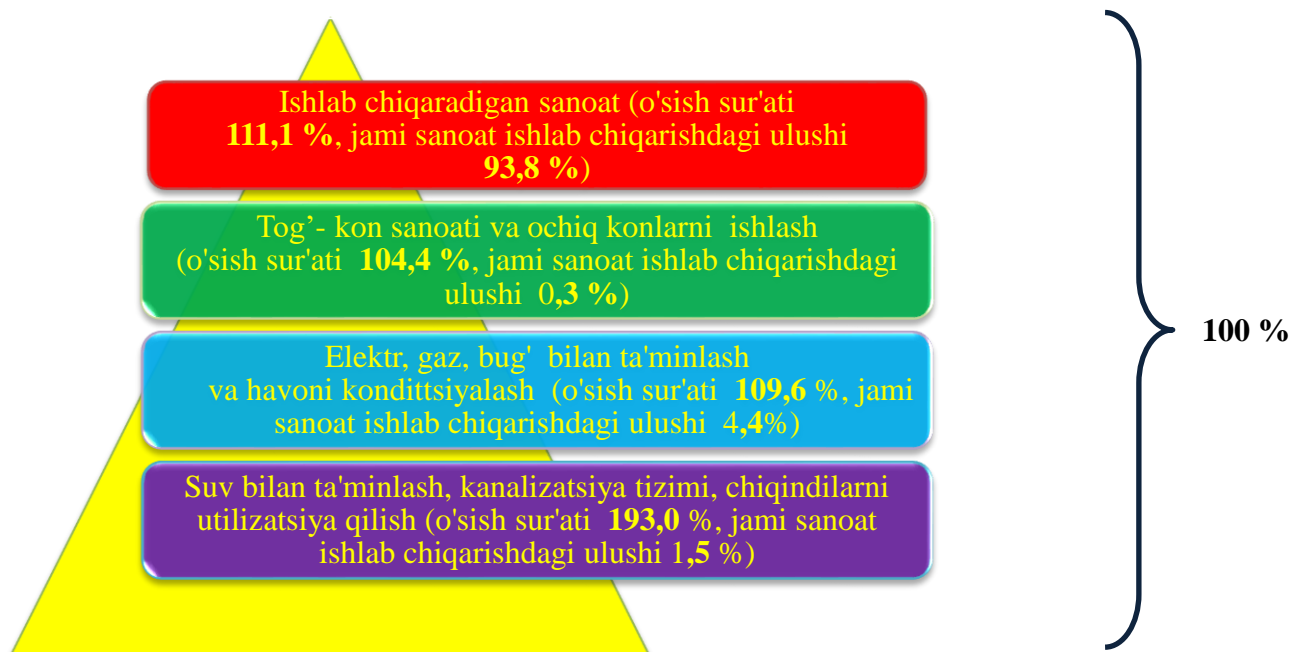 Ishlab chiqaradigan sanoat (o'sish sur'ati
111,1 %, jami sanoat ishlab chiqarishdagi ulushi
93,8 %)
Tog’- kon sanoati va ochiq konlarni ishlash
(o'sish sur'ati 104,4 %, jami sanoat ishlab chiqarishdagi
ulushi 0,3 %)
Elektr, gaz, bug' bilan ta'minlash
va havoni kondittsiyalash (o'sish sur'ati 109,6 %, jami
sanoat ishlab chiqarishdagi ulushi 4,4%)
Suv bilan ta'minlash, kanalizatsiya tizimi, chiqindilarni
utilizatsiya qilish (o'sish sur'ati 193,0 %, jami sanoat
ishlab chiqarishdagi ulushi 1,5 %)
100 %